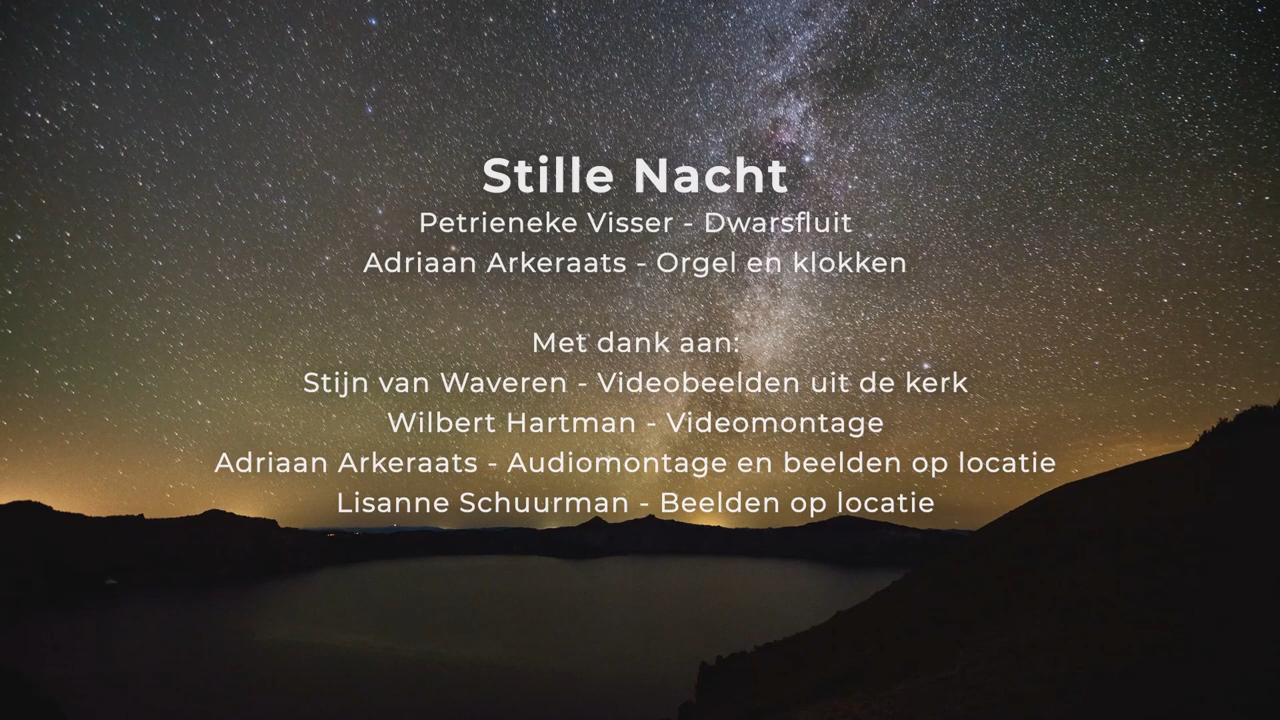 Stille Nacht
Petrieneke Visser - Dwarsfluit
Adriaan Arkeraats - Orgel en klokken
Met dank aan:
Stijn van Waveren - Videobeelden uit de kerk
Wilbert Hartman - Videomontage
Adriaan Arkeraats - Audiomontage en beelden op locatie
Lisanne Schuurman - Beelden op locatie